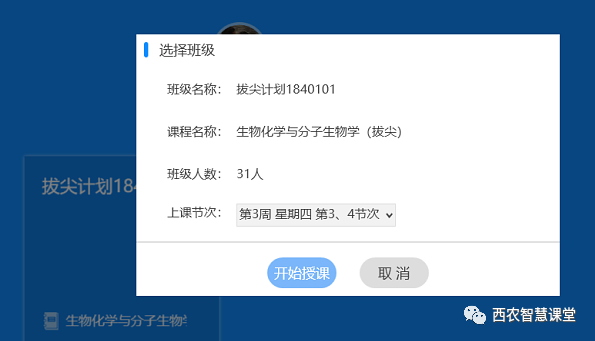 选择班级
班级名称： 拔尖计划1840101
课程名称： 生物化学与分子生物学（拔尖）
班级人数： 31人
上课节次： 第3周 星期四 第3、4节次
开始授课 取 消
拔尖计划184
生物化学与分子生物
西农智慧课堂